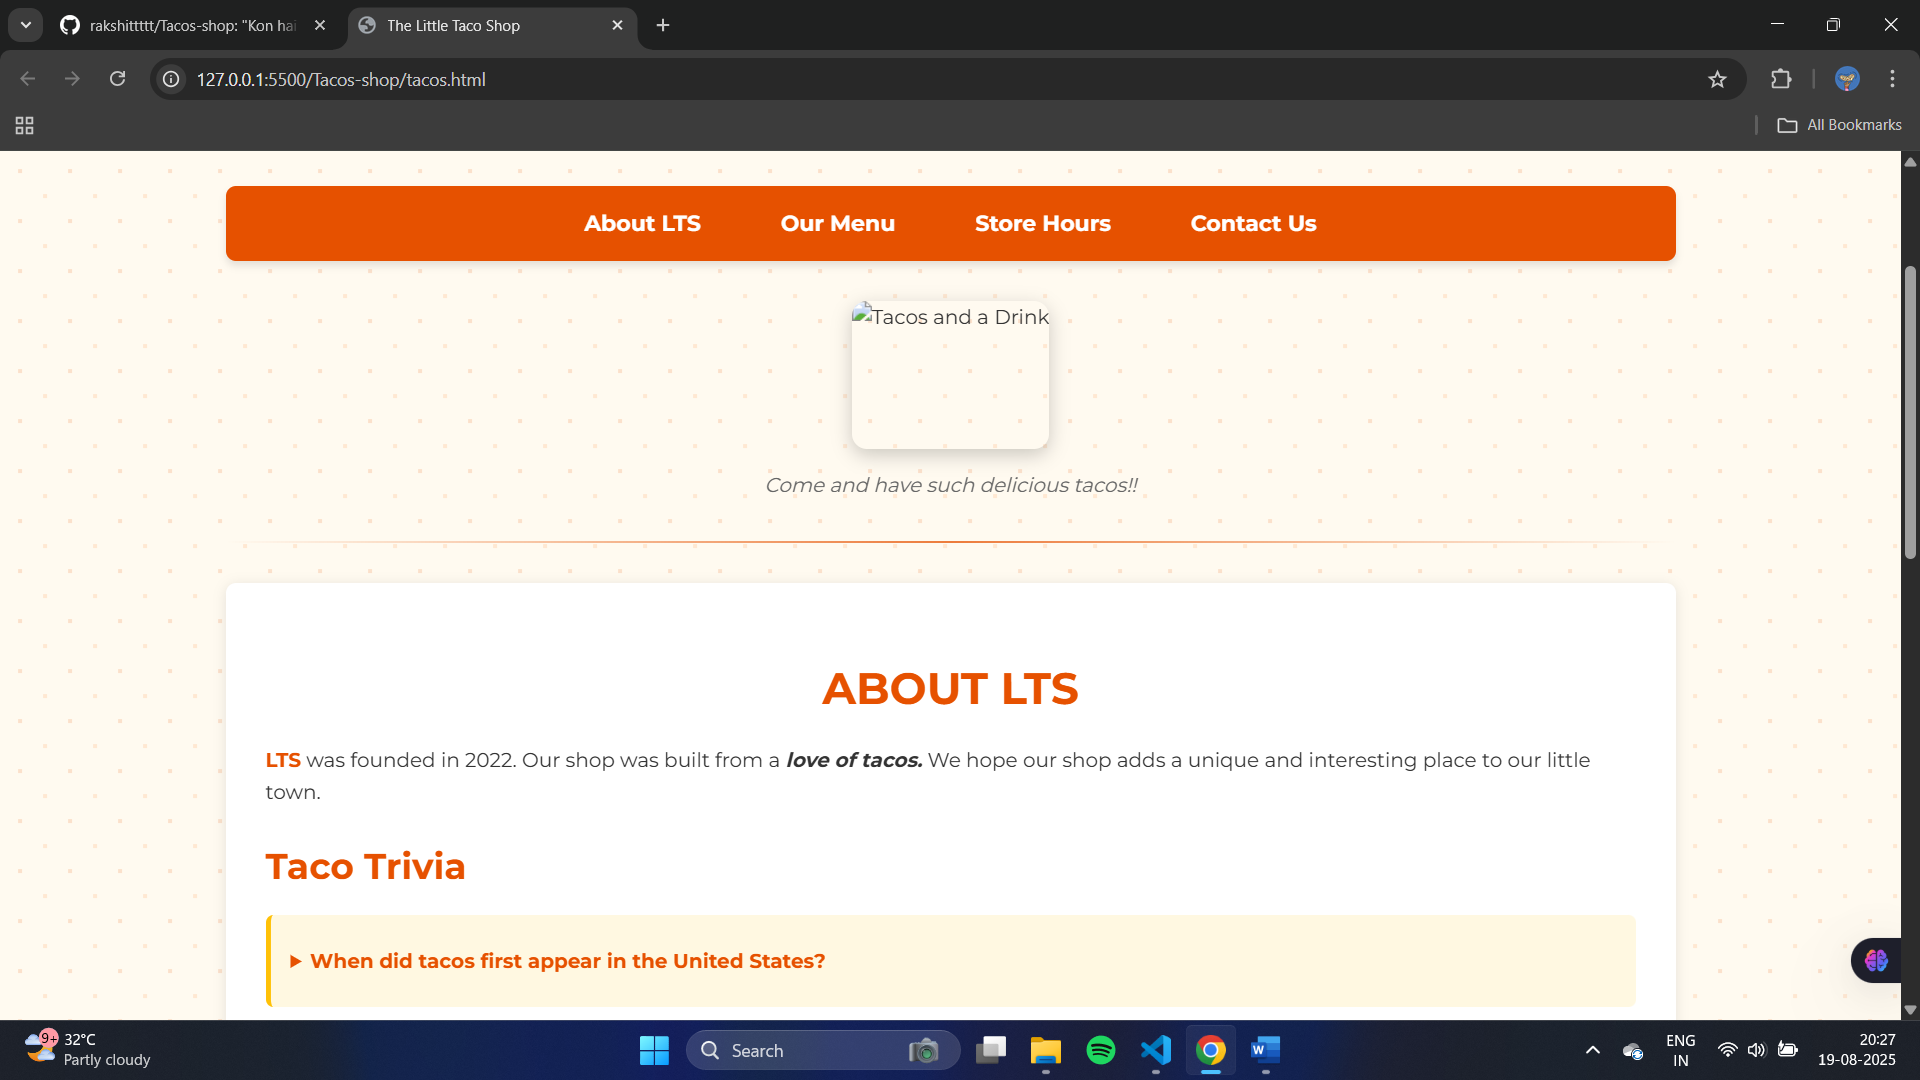 rakshittttt/Tacos-shop: "Kon hai
The Little Taco Shop
127.0.0.1:5500/Tacos-shop/tacos.html
All Bookmarks
About LTS Our Menu Store Hours Contact Us
Tacos and a Drink
Come and have such delicious tacos!!
ABOUT LTS
LTS was founded in 2022. Our shop was built from a love of tacos. We hope our shop adds a unique and interesting place to our little
town.
Taco Trivia
When did tacos first appear in the United States?
9+
32°C
Partly cloudy
Search
W
ENG
IN
20:27
19-08-2025